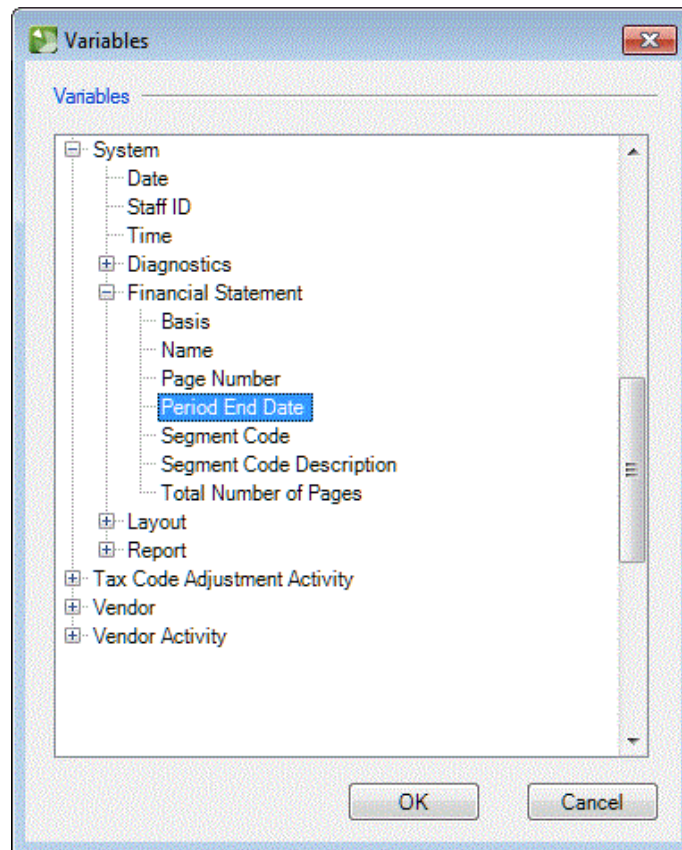 Variables
Variables
System
Date
Staff ID
Time
Diagnostics
Financial Statement
Basis
Name
Page Number
Period End Date
Segment Code
Segment Code Description
Total Number of Pages
Layout
Report
Tax Code Adjustment Activity
Vendor
Vendor Activity
OK Cancel